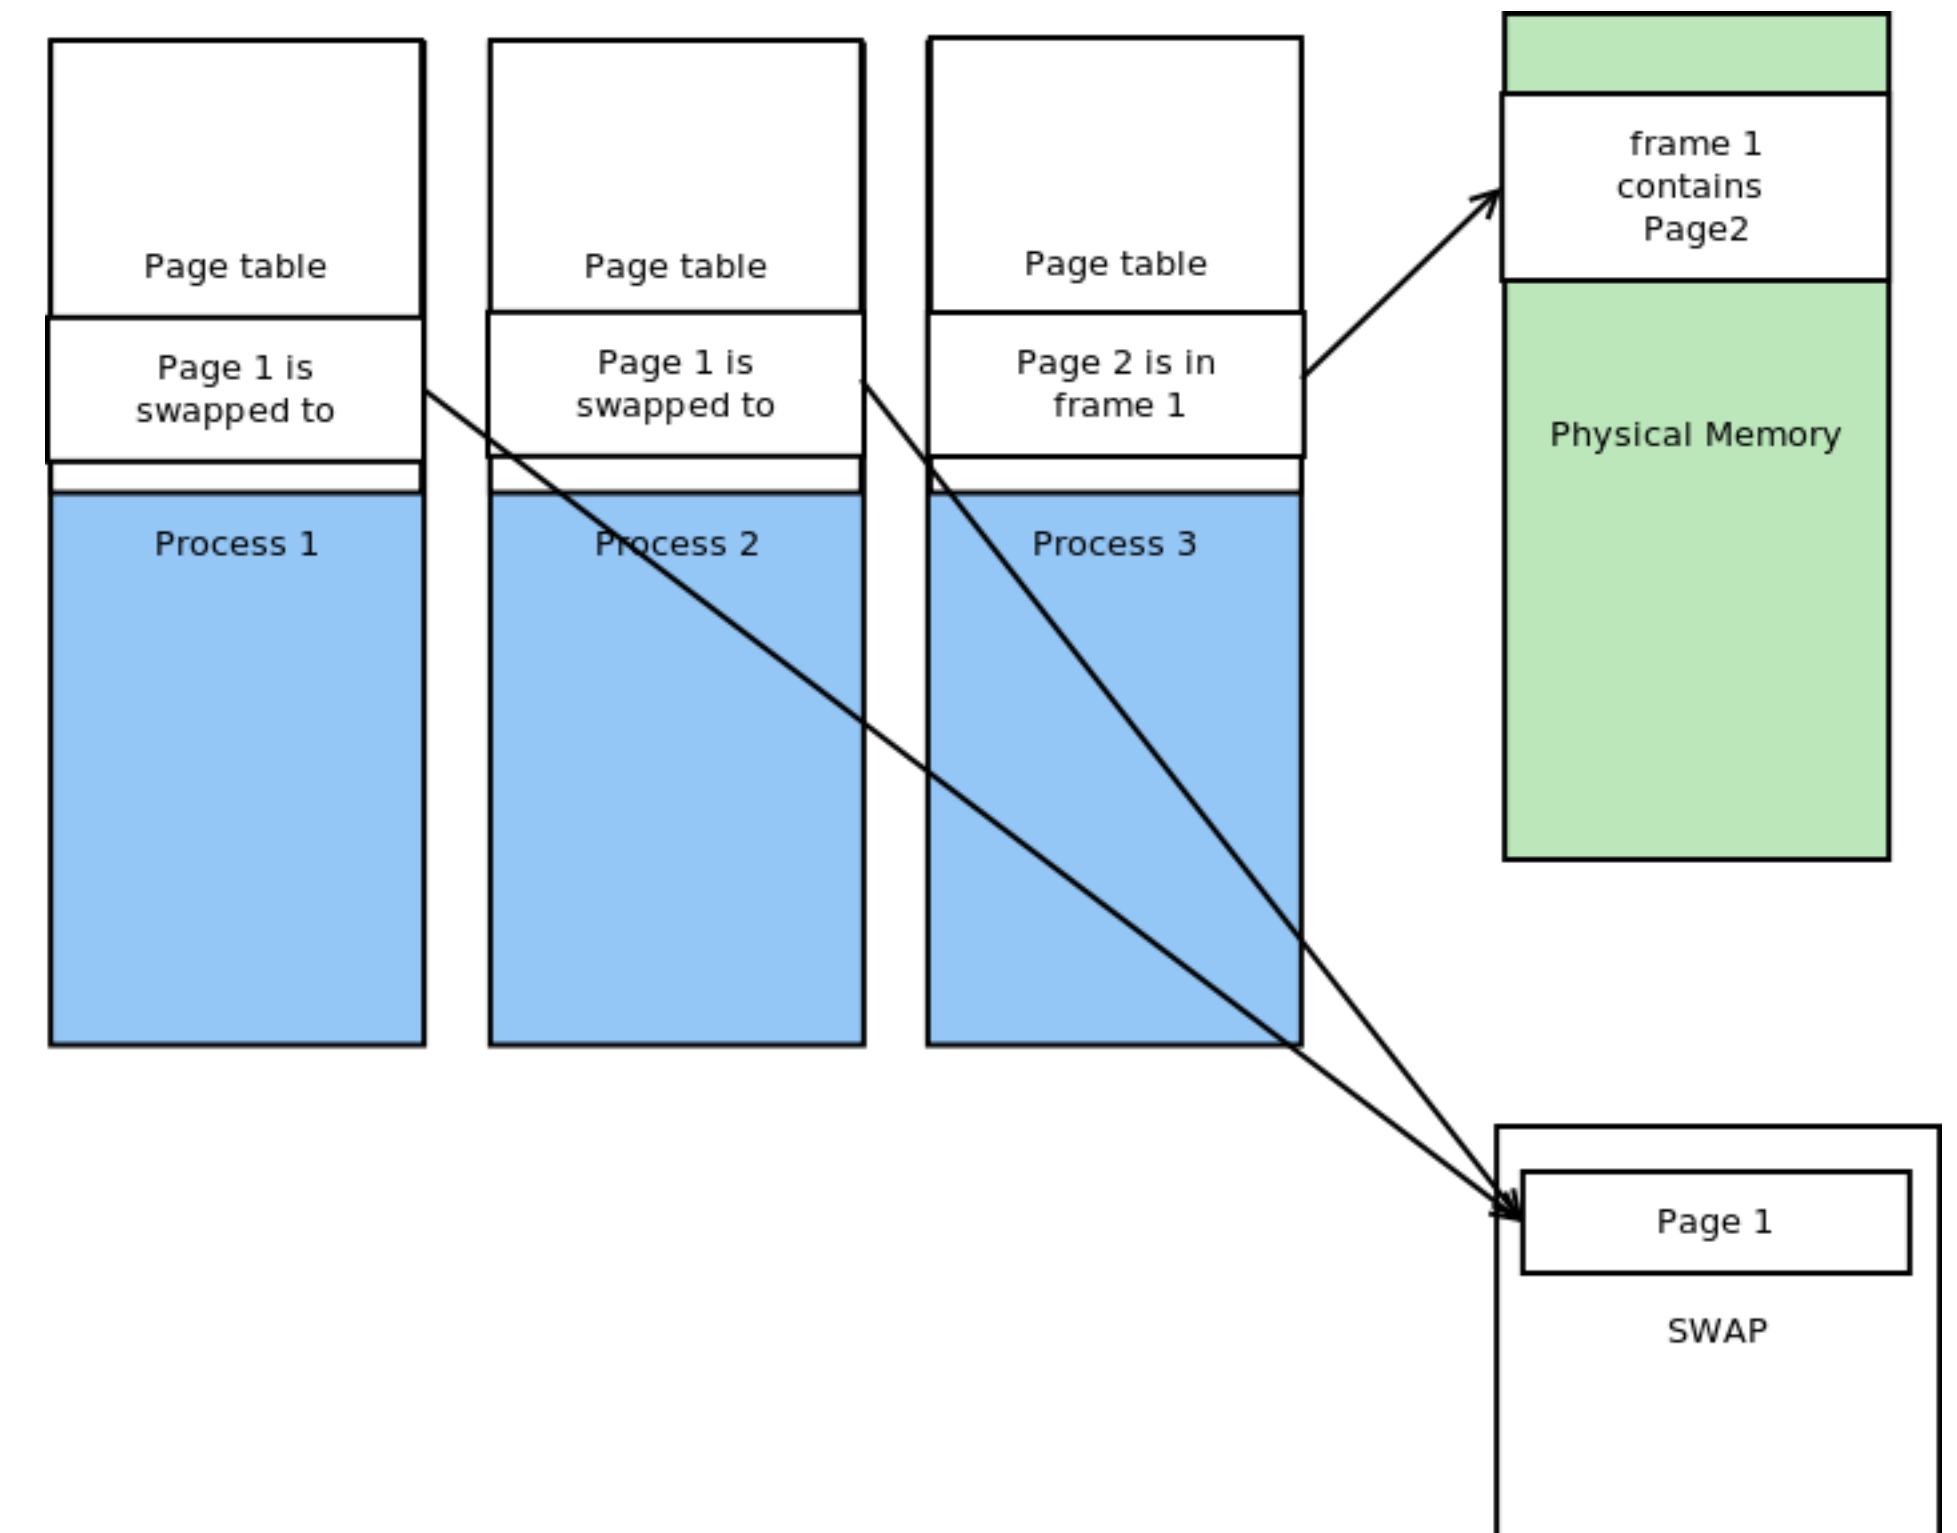 Page table
Page 1 is
swapped to
Process 1
Page table
Page 1 is
swapped to
Process 2
Page table
Page 2 is in
frame 1
Process 3
frame 1
contains
Page2
Physical Memory
Page 1
SWAP